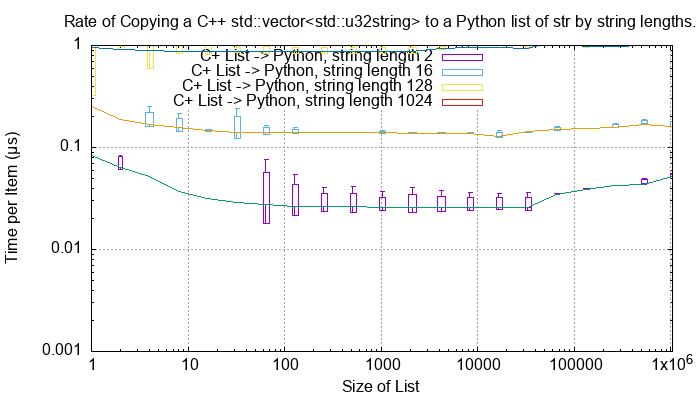 Rate of Copying a C++ std::vector<std::u32string> to a Python list of str by string lengths.
1
C+ List -> Python, string length 2
C+ List -> Python, string length 16
C+ List -> Python, string length 128
C+ List -> Python, string length 1024
0.1
Time per Item (µs)
0.01
0.001
1 10 100 1000 10000 100000 1x10⁶
Size of List